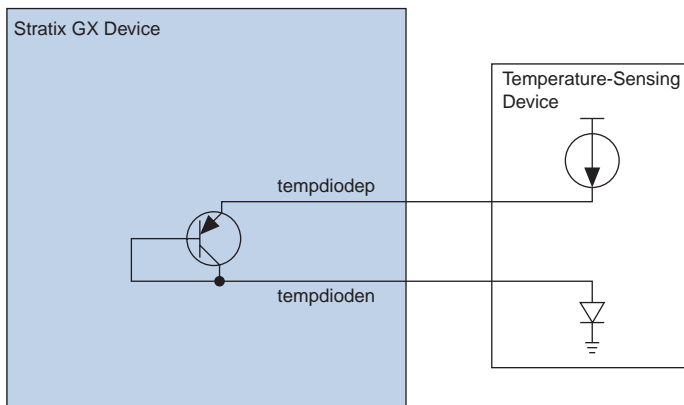 Stratix GX Device
Temperature-Sensing
Device
tempdiodep
tempdioden